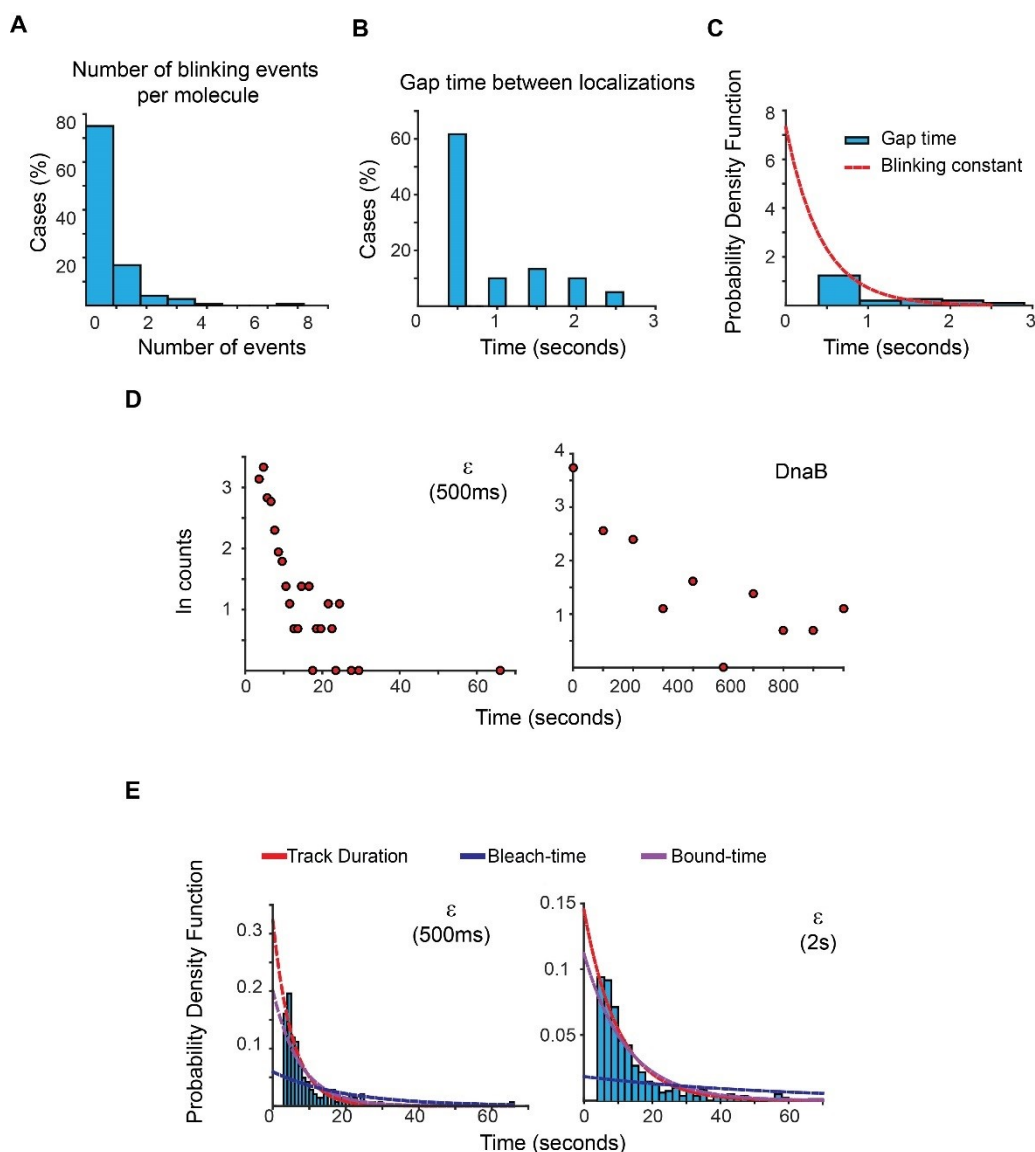 A
Number of blinking events
per molecule
Cases (%)
80
60
40
20
0 2 4 6 8
Number of events
B
Gap time between localizations
Cases (%)
60
20
0 1 2 3
Time (seconds)
C
Probability Density Function
8
6
4
2
0 1 2 3
Time (seconds)
Gap time
Blinking constant
D
ln counts
3
2
1
0 20 40 60
ε
(500ms)
4
3
2
1
0
0 200 400 600 800
DnaB
Time (seconds)
E
Track Duration Bleach-time Bound-time
Probability Density Function
0.3
0.2
0.1
0 20 40 60
ε
(500ms)
0.15
0.1
0.05
0
0 20 40 60
ε
(2s)
Time (seconds)